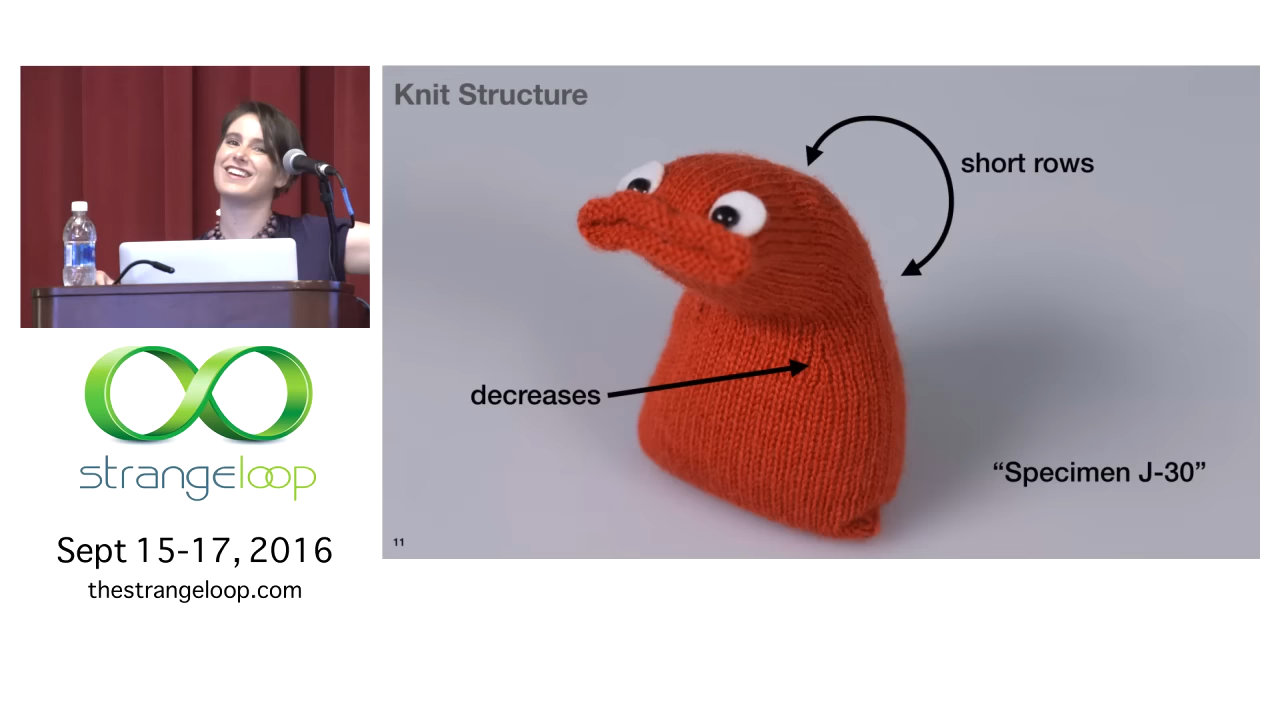 Knit Structure
short rows
decreases
“Specimen J-30”
11
strangeloop
Sept 15-17, 2016
thestrangeloop.com